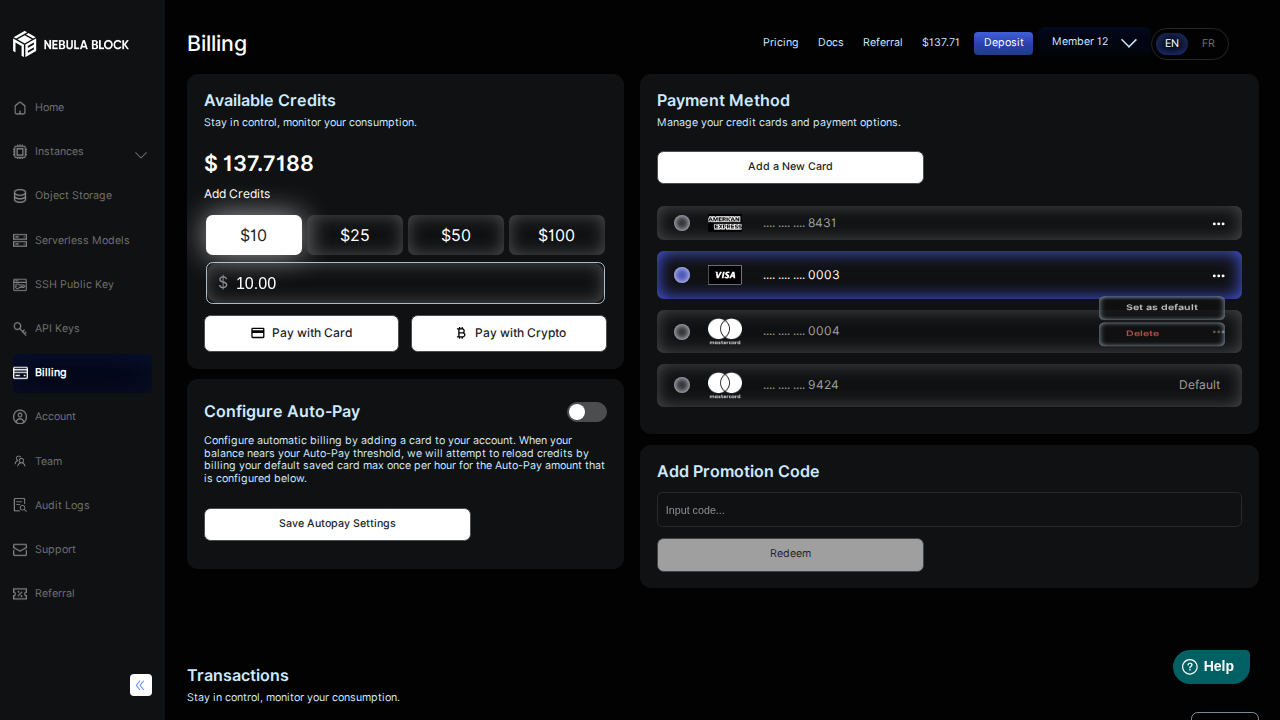 NEBULA BLOCK
Home
Instances
Object Storage
Serverless Models
SSH Public Key
API Keys
Billing
Account
Team
Audit Logs
Support
Referral
Billing
Pricing
Docs
Referral
$137.71
Deposit
Member 12
EN
FR
Available Credits
Stay in control, monitor your consumption.
$ 137.7188
Add Credits
$10
$25
$50
$100
$ 10.00
Pay with Card
Pay with Crypto
Configure Auto-Pay
Configure automatic billing by adding a card to your account. When your
balance nears your Auto-Pay threshold, we will attempt to reload credits by
billing your default saved card max once per hour for the Auto-Pay amount that
is configured below.
Save Autopay Settings
Payment Method
Manage your credit cards and payment options.
Add a New Card
AMERICAN
EXPRESS
.... .... .... 8431
VISA
.... .... .... 0003
Set as default
mastercard
.... .... .... 0004
Delete
mastercard
.... .... .... 9424
Default
Add Promotion Code
Input code...
Redeem
Transactions
Stay in control, monitor your consumption.
Help